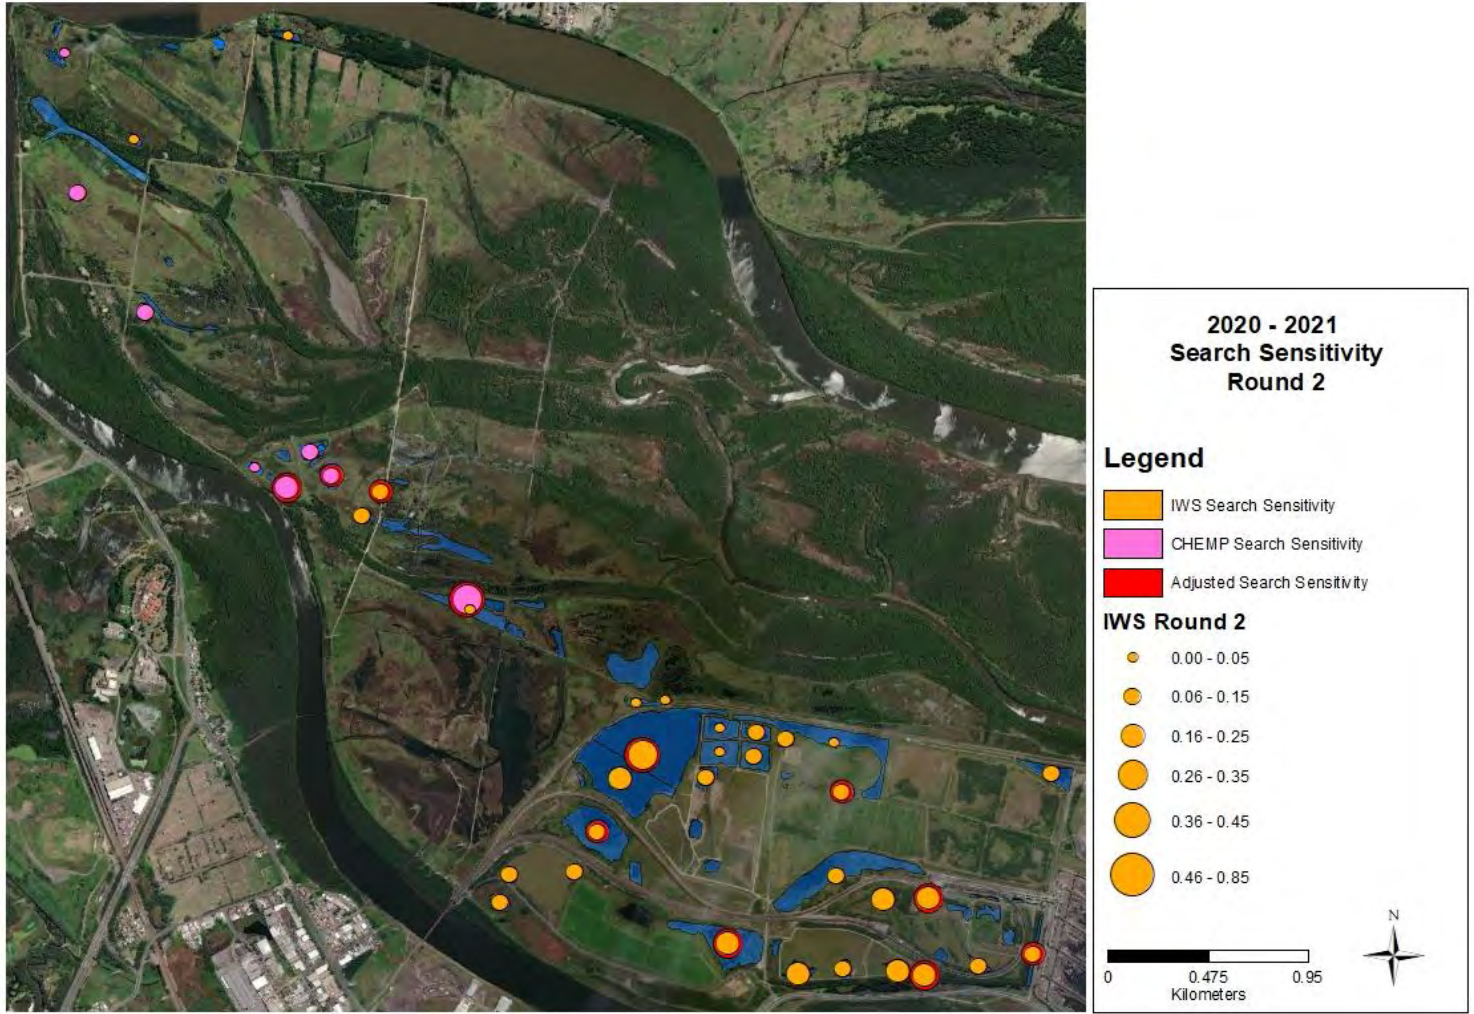 2020 - 2021
Search Sensitivity
Round 2
Legend
IWS Search Sensitivity
CHEMP Search Sensitivity
Adjusted Search Sensitivity
IWS Round 2
0.00 - 0.05
0.06 - 0.15
0.16 - 0.25
0.26 - 0.35
0.36 - 0.45
0.46 - 0.85
N
0 0.475 0.95
Kilometers